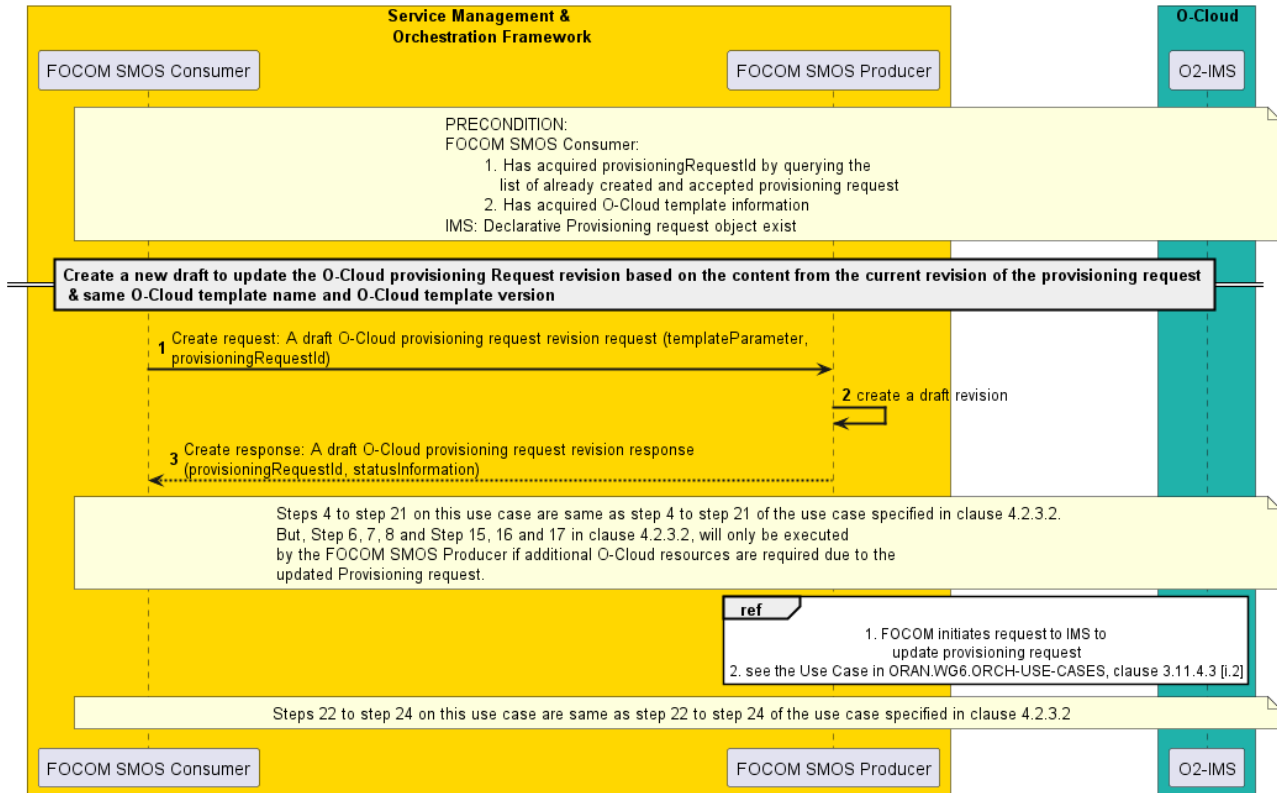 Service Management &
Orchestration Framework
O-Cloud
FOCOM SMOS Consumer
FOCOM SMOS Producer
O2-IMS
PRECONDITION:
FOCOM SMOS Consumer:
1. Has acquired provisioningRequestId by querying the
list of already created and accepted provisioning request
2. Has acquired O-Cloud template information
IMS: Declarative Provisioning request object exist
Create a new draft to update the O-Cloud provisioning Request revision based on the content from the current revision of the provisioning request
& same O-Cloud template name and O-Cloud template version
1 Create request: A draft O-Cloud provisioning request revision request (templateParameter,
provisioningRequestId)
2 create a draft revision
3 Create response: A draft O-Cloud provisioning request revision response
(provisioningRequestId, statusInformation)
Steps 4 to step 21 on this use case are same as step 4 to step 21 of the use case specified in clause 4.2.3.2.
But, Step 6, 7, 8 and Step 15, 16 and 17 in clause 4.2.3.2, will only be executed
by the FOCOM SMOS Producer if additional O-Cloud resources are required due to the
updated Provisioning request.
ref
1. FOCOM initiates request to IMS to
update provisioning request
2. see the Use Case in ORAN.WG6.ORCH-USE-CASES, clause 3.11.4.3 [i.2]
Steps 22 to step 24 on this use case are same as step 22 to step 24 of the use case specified in clause 4.2.3.2
FOCOM SMOS Consumer
FOCOM SMOS Producer
O2-IMS